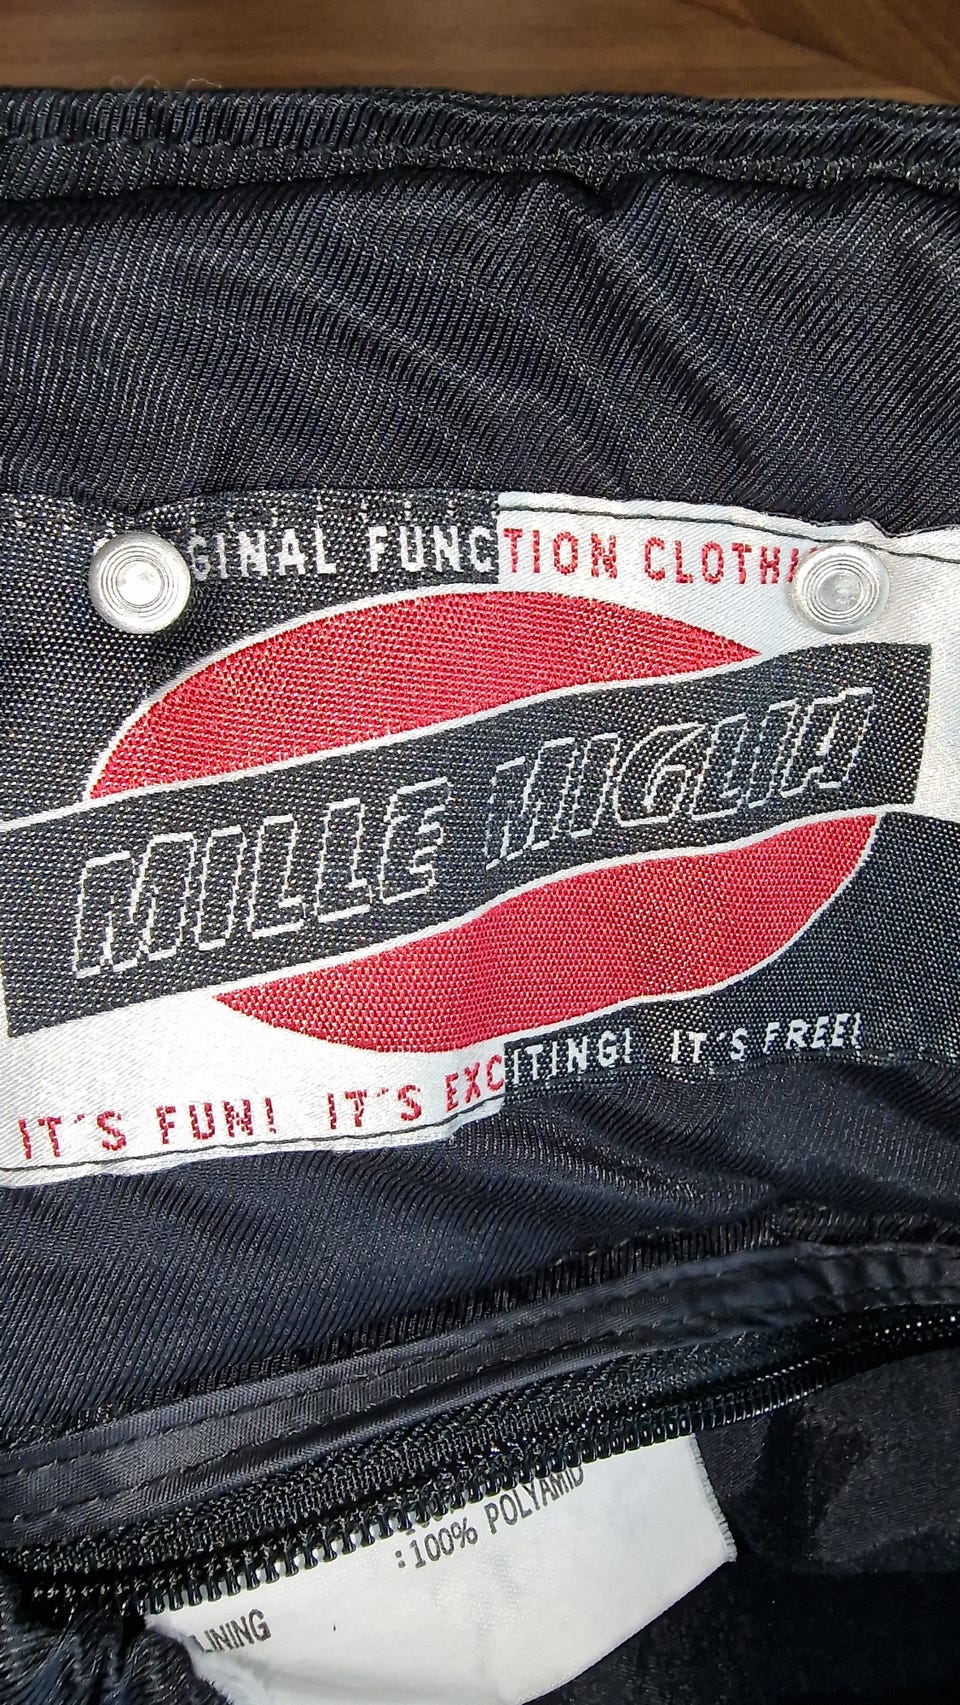 GINAL FUNCTION CLOTHI
MILLE MIGLIA
IT'S FUN! IT'S EXCITING! IT'S FREE!
:100% POLYAMID
LINING